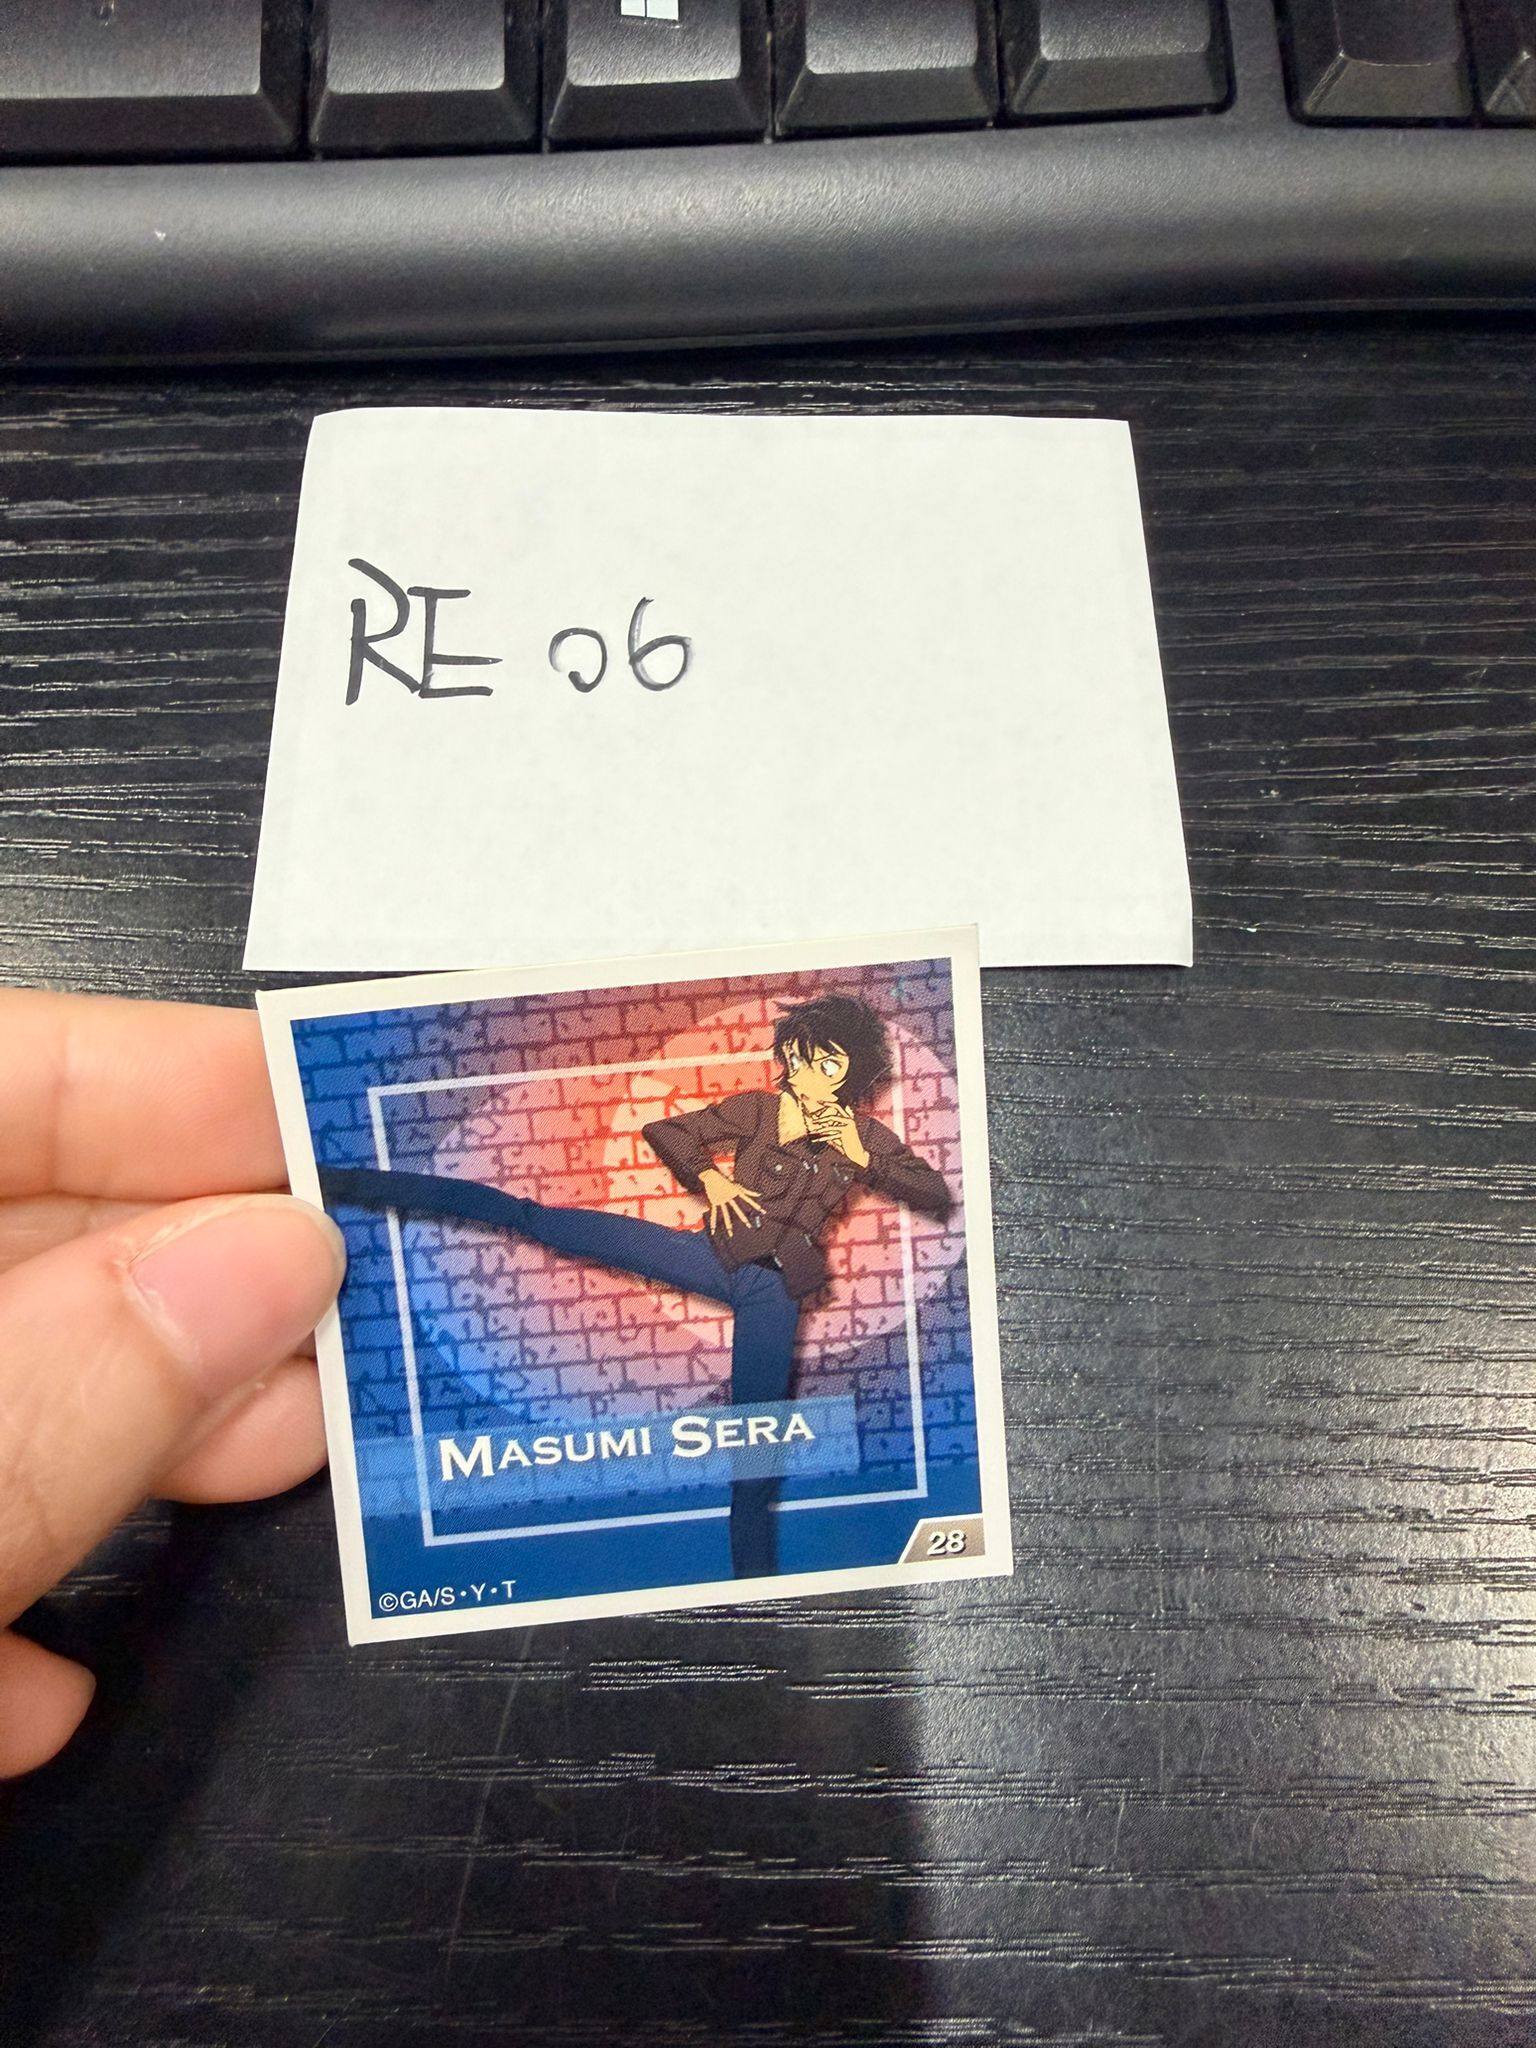 RE 06
MASUMI SERA
28
©GA/S・Y・T